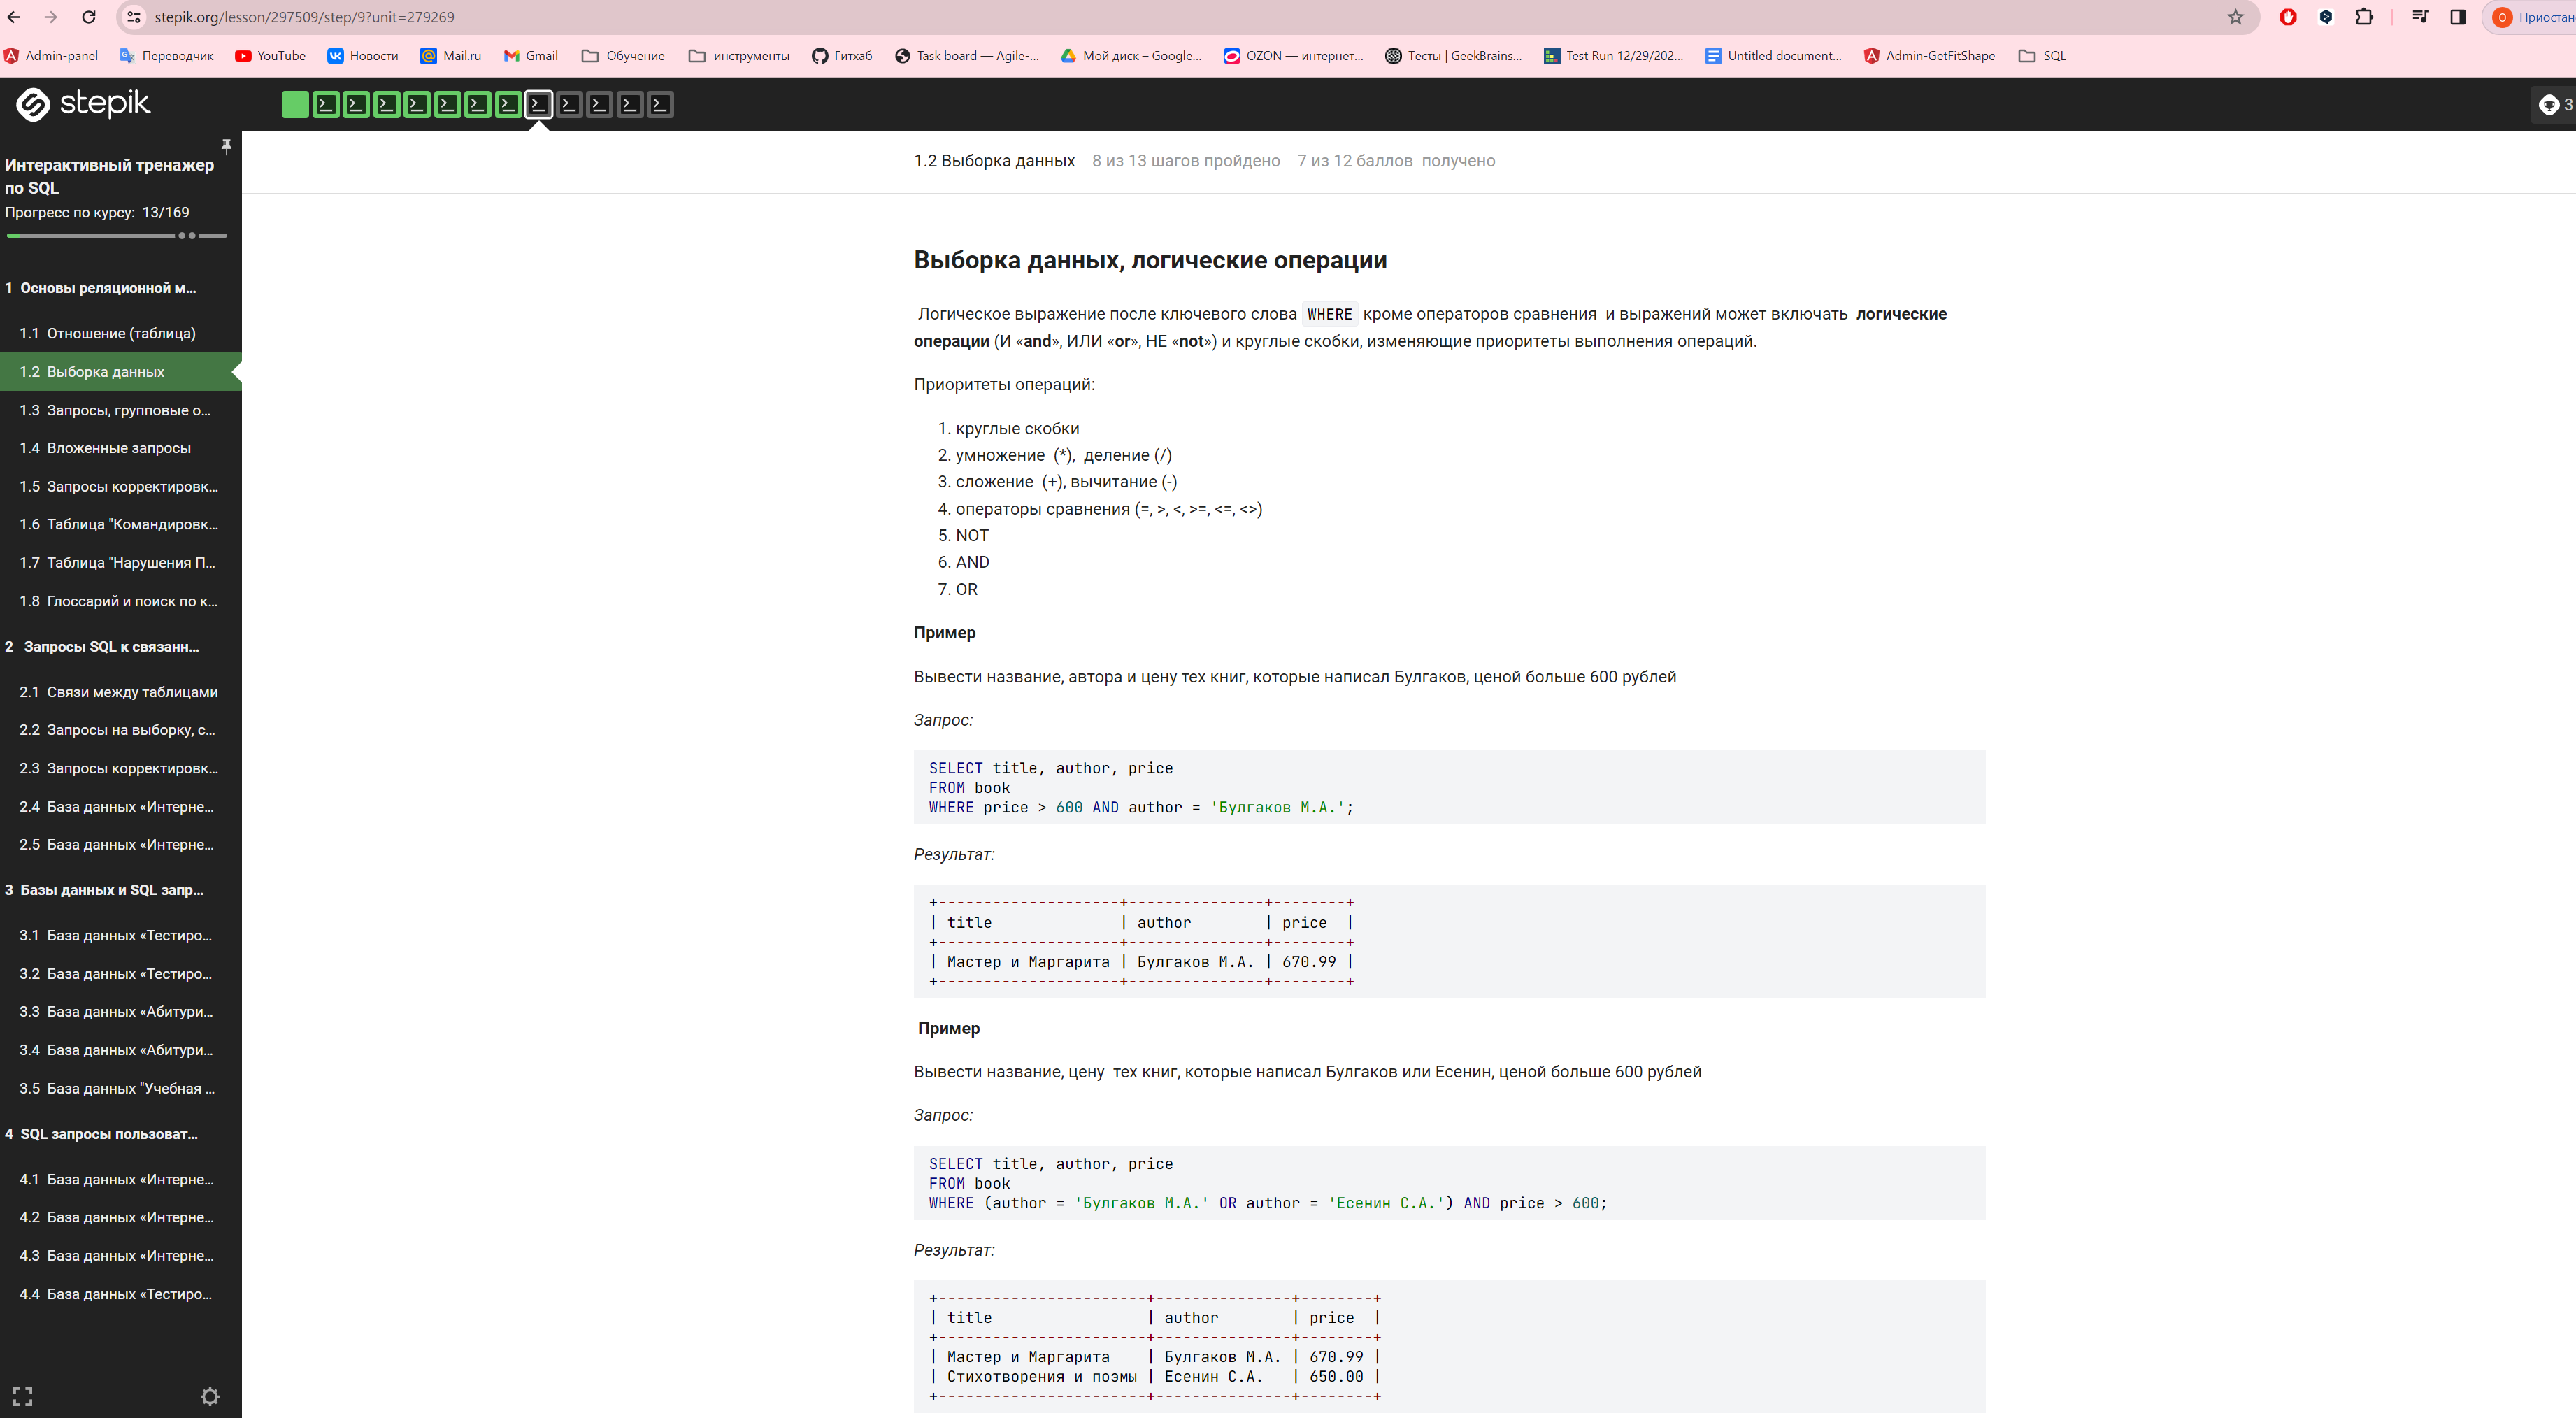 stepik.org/lesson/297509/step/9?unit=279269
Приостан
Admin-panel
Переводчик
YouTube
Новости
Mail.ru
Gmail
Обучение
инструменты
Гитхаб
Task board — Agile-...
Мой диск – Google...
OZON — интернет...
Тесты | GeekBrains...
Test Run 12/29/202...
Untitled document...
Admin-GetFitShape
SQL
stepik
3
Интерактивный тренажер
по SQL
Прогресс по курсу: 13/169
1 Основы реляционной м...
1.1 Отношение (таблица)
1.2 Выборка данных
1.3 Запросы, групповые о...
1.4 Вложенные запросы
1.5 Запросы корректировк...
1.6 Таблица "Командировк...
1.7 Таблица "Нарушения П...
1.8 Глоссарий и поиск по к...
2 Запросы SQL к связанн...
2.1 Связи между таблицами
2.2 Запросы на выборку, с...
2.3 Запросы корректировк...
2.4 База данных «Интерне...
2.5 База данных «Интерне...
3 Базы данных и SQL запр...
3.1 База данных «Тестиро...
3.2 База данных «Тестиро...
3.3 База данных «Абитури...
3.4 База данных «Абитури...
3.5 База данных "Учебная ...
4 SQL запросы пользоват...
4.1 База данных «Интерне...
4.2 База данных «Интерне...
4.3 База данных «Интерне...
4.4 База данных «Тестиро...
1.2 Выборка данных 8 из 13 шагов пройдено 7 из 12 баллов получено
Выборка данных, логические операции
Логическое выражение после ключевого слова WHERE кроме операторов сравнения и выражений может включать логические
операции (И «and», ИЛИ «or», НЕ «not») и круглые скобки, изменяющие приоритеты выполнения операций.
Приоритеты операций:
1. круглые скобки
2. умножение (*), деление (/)
3. сложение (+), вычитание (-)
4. операторы сравнения (=, >, <, >=, <=, <>)
5. NOT
6. AND
7. OR
Пример
Вывести название, автора и цену тех книг, которые написал Булгаков, ценой больше 600 рублей
Запрос:
SELECT title, author, price
FROM book
WHERE price > 600 AND author = 'Булгаков М.А.';
Результат:
+--------------------+---------------+--------+
| title              | author        | price  |
+--------------------+---------------+--------+
| Мастер и Маргарита | Булгаков М.А. | 670.99 |
+--------------------+---------------+--------+
Пример
Вывести название, цену тех книг, которые написал Булгаков или Есенин, ценой больше 600 рублей
Запрос:
SELECT title, author, price
FROM book
WHERE (author = 'Булгаков М.А.' OR author = 'Есенин С.А.') AND price > 600;
Результат:
+-----------------------+---------------+--------+
| title                 | author        | price  |
+-----------------------+---------------+--------+
| Мастер и Маргарита    | Булгаков М.А. | 670.99 |
| Стихотворения и поэмы | Есенин С.А.   | 650.00 |
+-----------------------+---------------+--------+